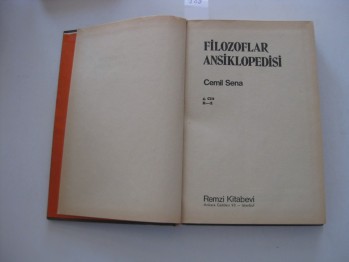 FİLOZOFLAR
ANSİKLOPEDİSİ
Cemil Sena
Remzi Kitabevi